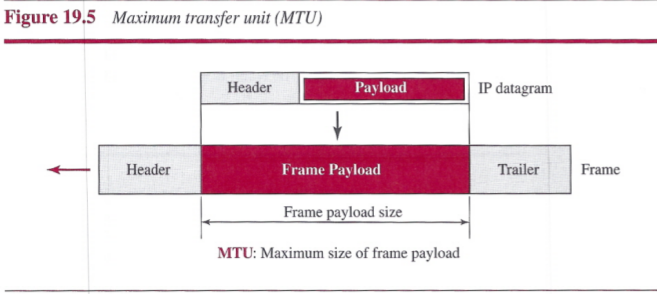 Figure 19.5 Maximum transfer unit (MTU)
Header Payload IP datagram
Header Frame Payload Trailer Frame
Frame payload size
MTU: Maximum size of frame payload